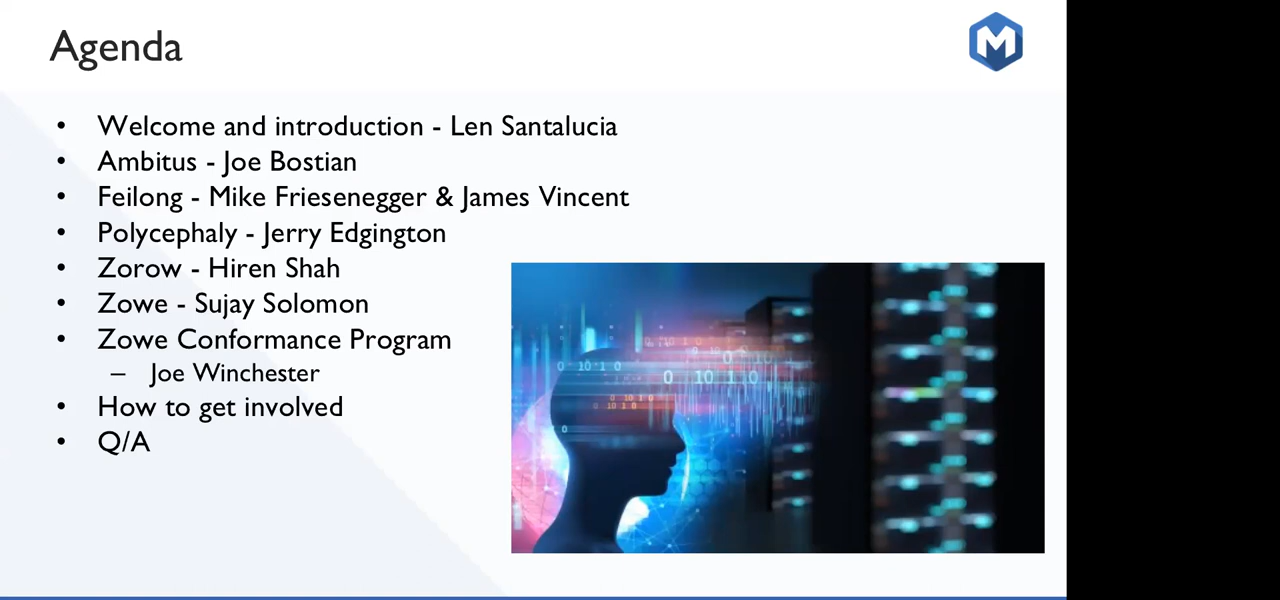 Agenda
M
• Welcome and introduction - Len Santalucia
• Ambitus - Joe Bostian
• Feilong - Mike Friesenegger & James Vincent
• Polycephaly - Jerry Edgington
• Zorow - Hiren Shah
• Zowe - Sujay Solomon
• Zowe Conformance Program
– Joe Winchester
• How to get involved
• Q/A